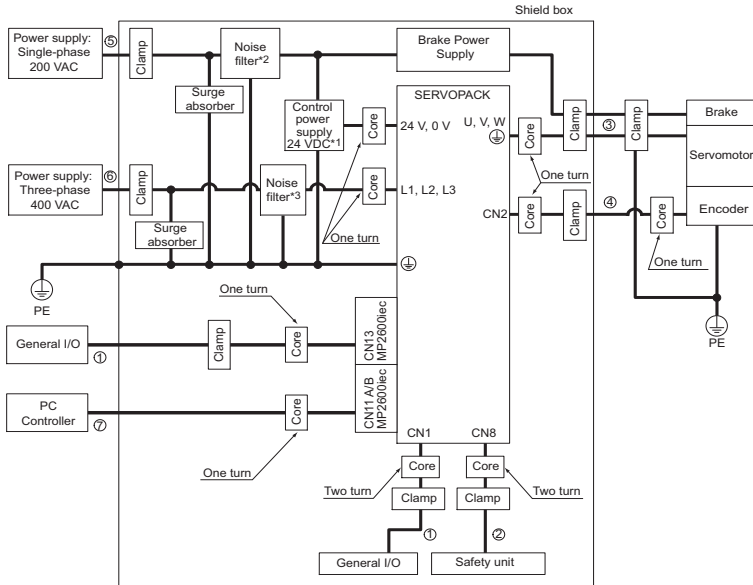 Shield box
Power supply:
Single-phase
200 VAC
⑤
Clamp
Surge
absorber
Noise
filter*2
Brake Power
Supply
Control
power
supply
24 VDC*1
Core
SERVOPACK
24 V, 0 V
U, V, W
Core
One turn
Clamp
③
Clamp
Brake
Servomotor
Encoder
Power supply:
Three-phase
400 VAC
⑥
Clamp
Surge
absorber
Noise
filter*3
Core
L1, L2, L3
One turn
CN2
Core
Clamp
④
Core
One turn
PE
PE
General I/O
①
Clamp
One turn
Core
CN13
MP2600iec
PC
Controller
⑦
Core
One turn
CN11 A/B
MP2600iec
CN1
CN8
Two turn
Core
Core
Two turn
Clamp
Clamp
①
②
General I/O
Safety unit